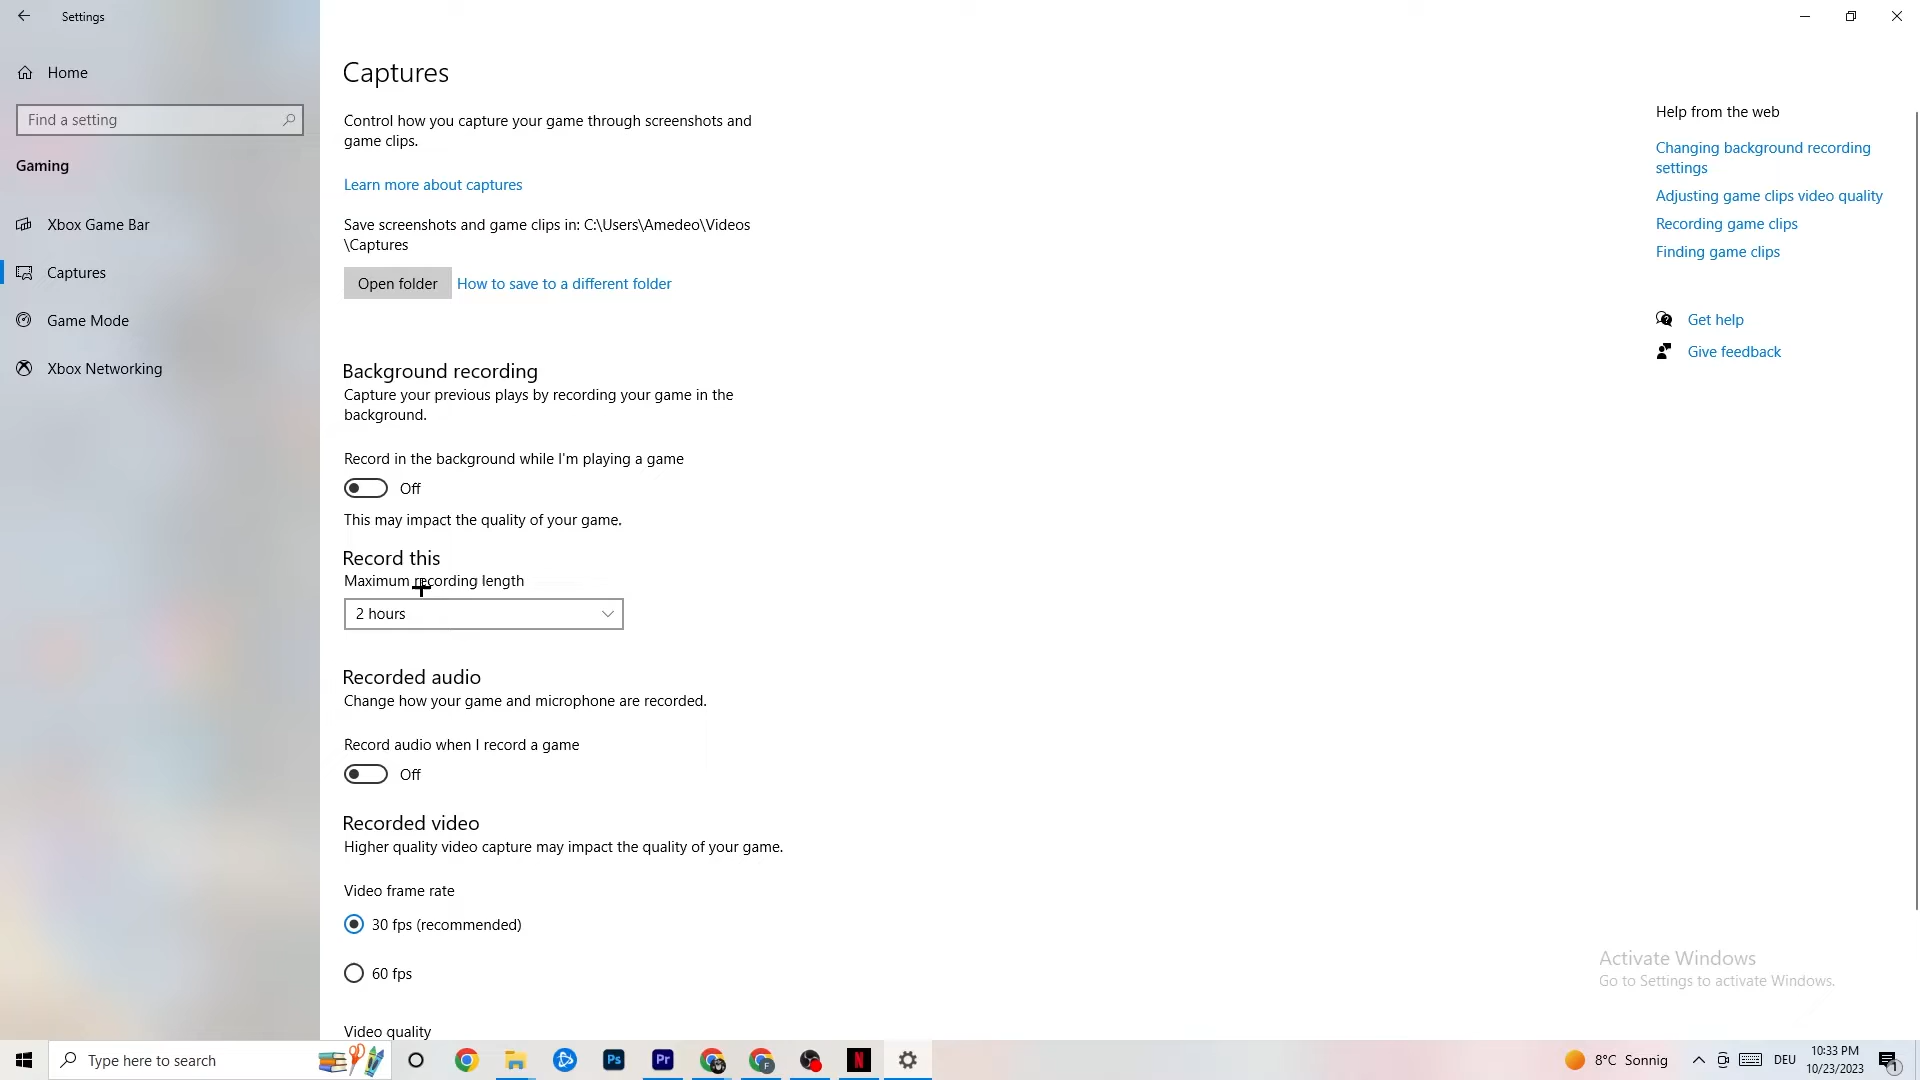 Settings
Home
Find a setting
Gaming
Xbox Game Bar
Captures
Game Mode
Xbox Networking
Captures
Control how you capture your game through screenshots and
game clips.
Learn more about captures
Save screenshots and game clips in: C:\Users\Amedeo\Videos
\Captures
Open folder
How to save to a different folder
Background recording
Capture your previous plays by recording your game in the
background.
Record in the background while I'm playing a game
Off
This may impact the quality of your game.
Record this
Maximum recording length
2 hours
Recorded audio
Change how your game and microphone are recorded.
Record audio when I record a game
Off
Recorded video
Higher quality video capture may impact the quality of your game.
Video frame rate
30 fps (recommended)
60 fps
Video quality
Help from the web
Changing background recording
settings
Adjusting game clips video quality
Recording game clips
Finding game clips
Get help
Give feedback
Activate Windows
Go to Settings to activate Windows.
Type here to search
Ps
Pr
F
N
8°C Sonnig
DEU
10:33 PM
10/23/2023
1